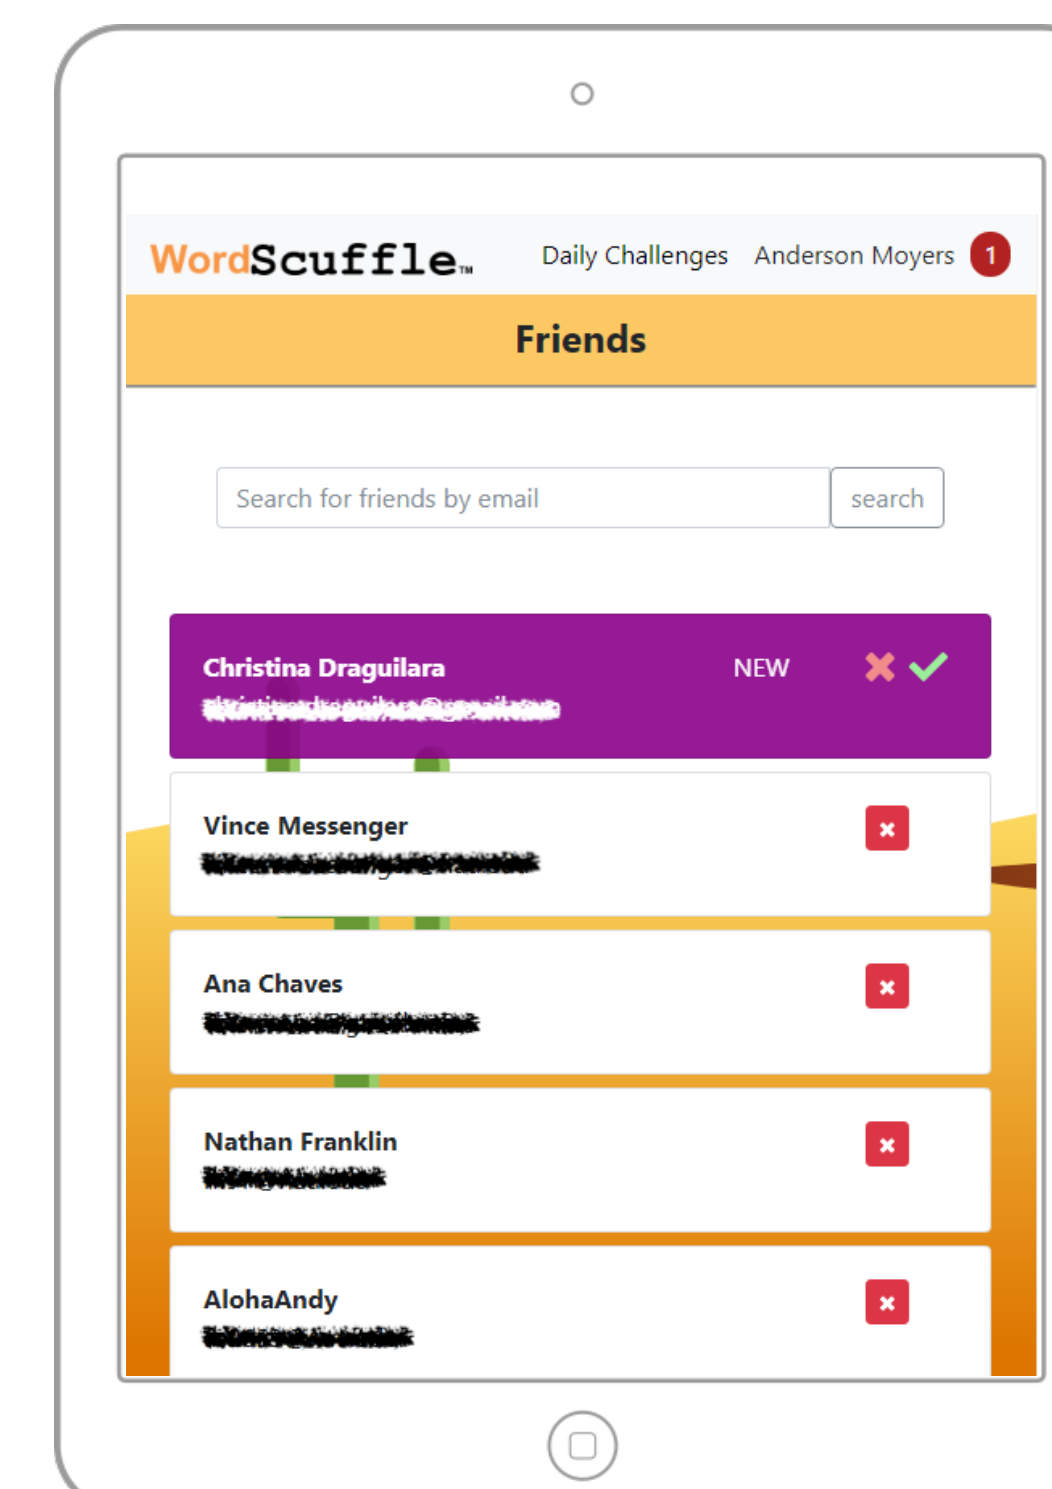 WordScuffle™ Daily Challenges Anderson Moyers 1
Friends
Search for friends by email search
Christina Draguilara NEW
Vince Messenger
Ana Chaves
Nathan Franklin
AlohaAndy